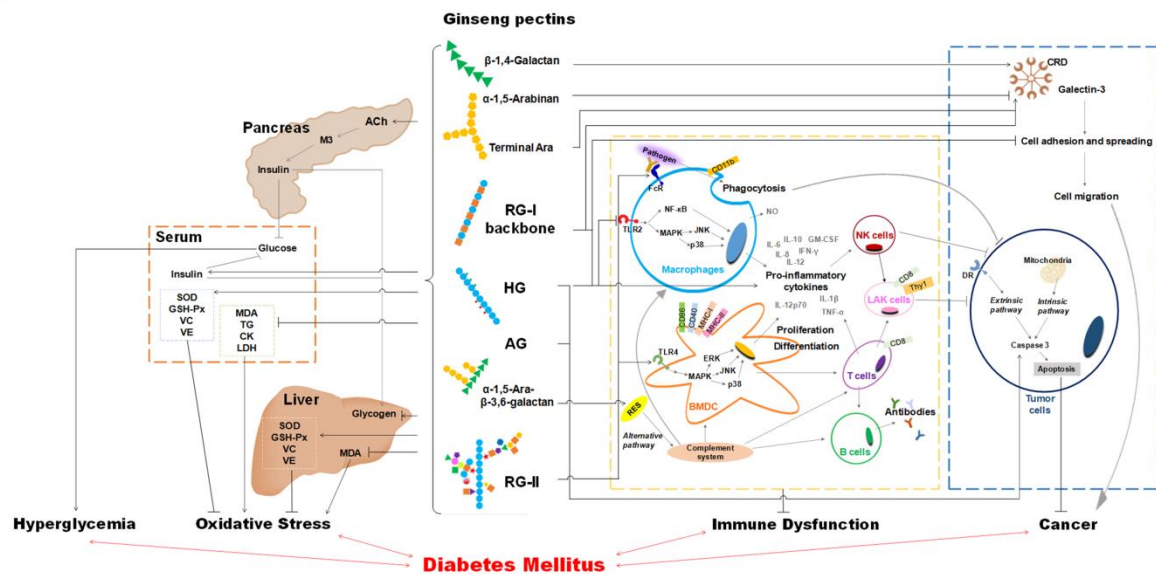 Ginseng pectins
β-1,4-Galactan
α-1,5-Arabinan
Terminal Ara
RG-I
backbone
HG
AG
α-1,5-Ara-
β-3,6-galactan
RG-II
Pancreas
ACh
M3
Insulin
Serum
Glucose
Insulin
SOD
GSH-Px
VC
VE
MDA
TG
CK
LDH
Liver
Glycogen
SOD
GSH-Px
VC
VE
MDA
Pathogen
CD11b
FcR
Phagocytosis
TLR2
NF-κB
MAPK
JNK
p38
NO
Macrophages
IL-6
IL-10
GM-CSF
IL-8
IFN-γ
IL-12
Pro-inflammatory
cytokines
IL-12p70
IL-1β
TNF-α
Proliferation
Differentiation
CD86
CD40
MHC-I
MHC-II
TLR4
ERK
MAPK
JNK
p38
BMDC
RES
Alternative
pathway
Complement
system
NK cells
CD8
Thy1
LAK cells
CD8
T cells
B cells
Antibodies
CRD
Galectin-3
Cell adhesion and spreading
Cell migration
DR
Mitochondria
Extrinsic
pathway
Intrinsic
pathway
Caspase 3
Apoptosis
Tumor
cells
Hyperglycemia
Oxidative Stress
Immune Dysfunction
Cancer
Diabetes Mellitus